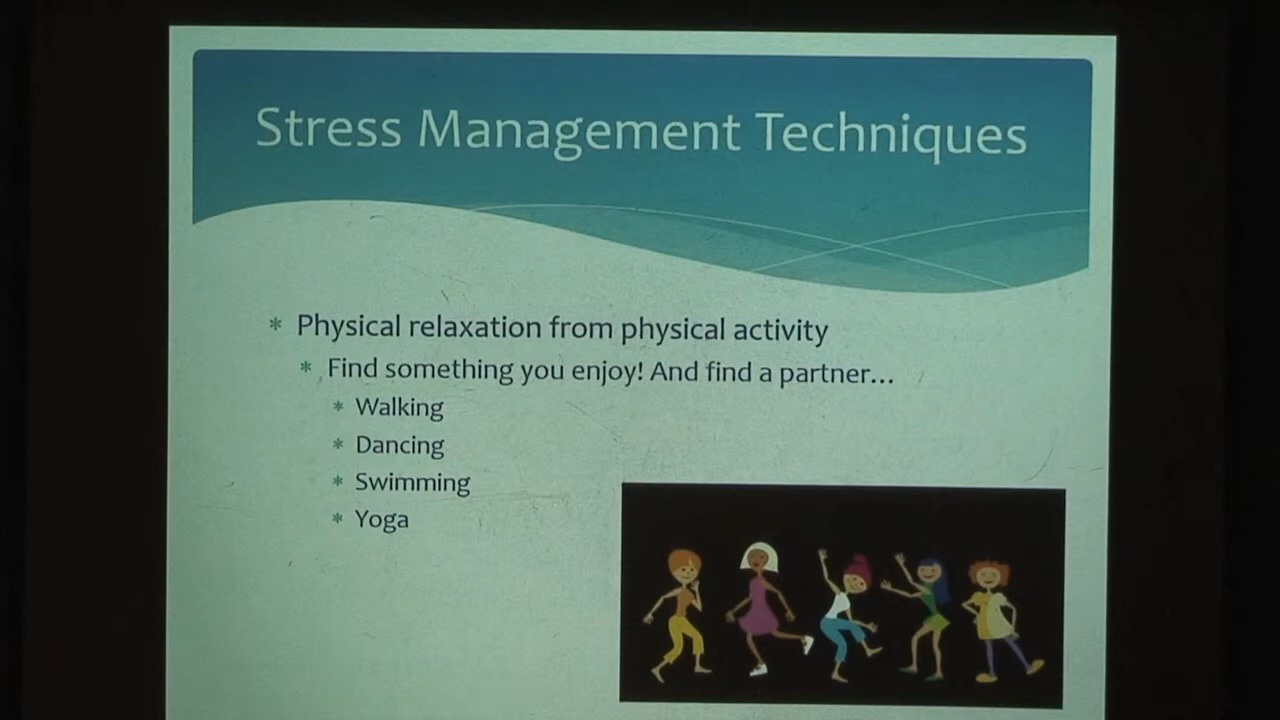 Stress Management Techniques
* Physical relaxation from physical activity
* Find something you enjoy! And find a partner...
* Walking
* Dancing
* Swimming
* Yoga